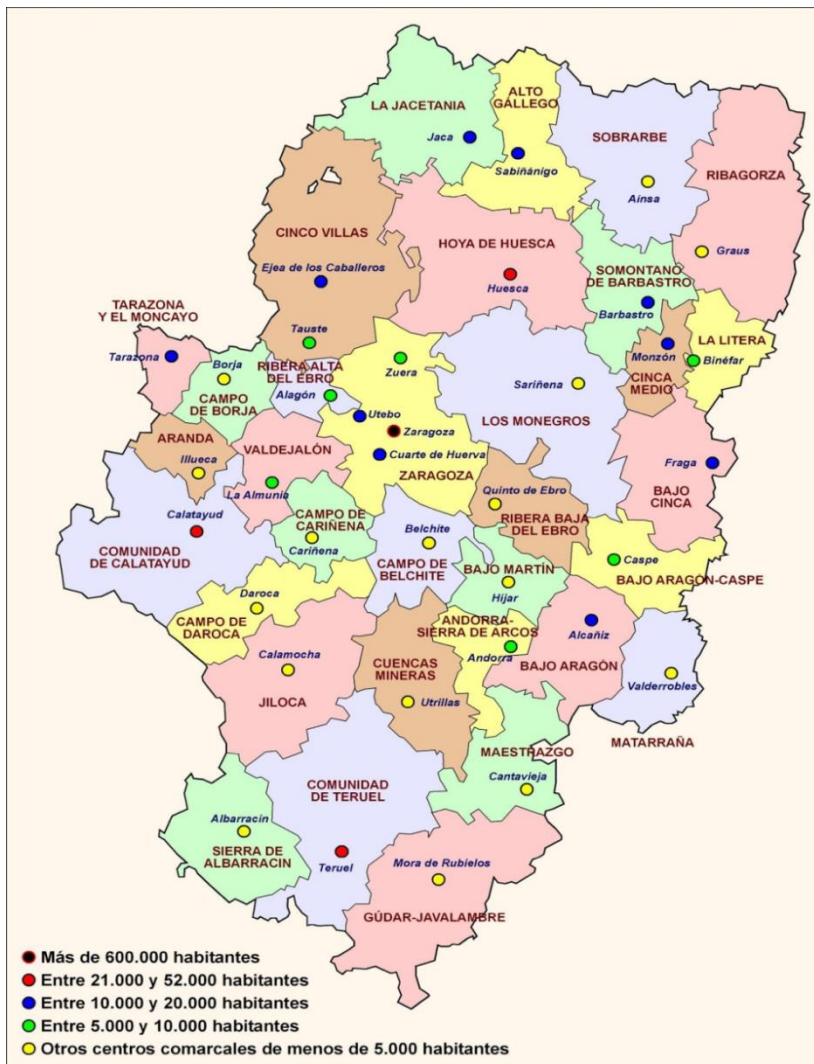 LA JACETANIA
Jaca
ALTO
GÁLLEGO
Sabiñánigo
SOBRARBE
Aínsa
RIBAGORZA
Graus
CINCO VILLAS
Ejea de los Caballeros
Tauste
HOYA DE HUESCA
Huesca
SOMONTANO
DE BARBASTRO
Barbastro
LA LITERA
Binéfar
Monzón
CINCA
MEDIO
TARAZONA
Y EL MONCAYO
Tarazona
Borja
CAMPO
DE BORJA
RIBERA ALTA
DEL EBRO
Alagón
Zuera
Utebo
Zaragoza
Cuarte de Huerva
ZARAGOZA
Sariñena
LOS MONEGROS
Fraga
BAJO
CINCA
ARANDA
Illueca
VALDEJALÓN
La Almunia
Calatayud
COMUNIDAD
DE CALATAYUD
CAMPO DE
CARIÑENA
Cariñena
Belchite
CAMPO DE
BELCHITE
Quinto de Ebro
RIBERA BAJA
DEL EBRO
BAJO MARTÍN
Híjar
Caspe
BAJO ARAGÓN-CASPE
Daroca
CAMPO DE
DAROCA
Calamocha
JILOCA
CUENCAS
MINERAS
Utrillas
ANDORRA-
SIERRA DE ARCOS
Andorra
Alcañiz
BAJO ARAGÓN
Valderrobles
MATARRAÑA
MAESTRAZGO
Cantavieja
COMUNIDAD
DE TERUEL
Teruel
Albarracín
SIERRA DE
ALBARRACÍN
Mora de Rubielos
GÚDAR-JAVALAMBRE
Más de 600.000 habitantes
Entre 21.000 y 52.000 habitantes
Entre 10.000 y 20.000 habitantes
Entre 5.000 y 10.000 habitantes
Otros centros comarcales de menos de 5.000 habitantes